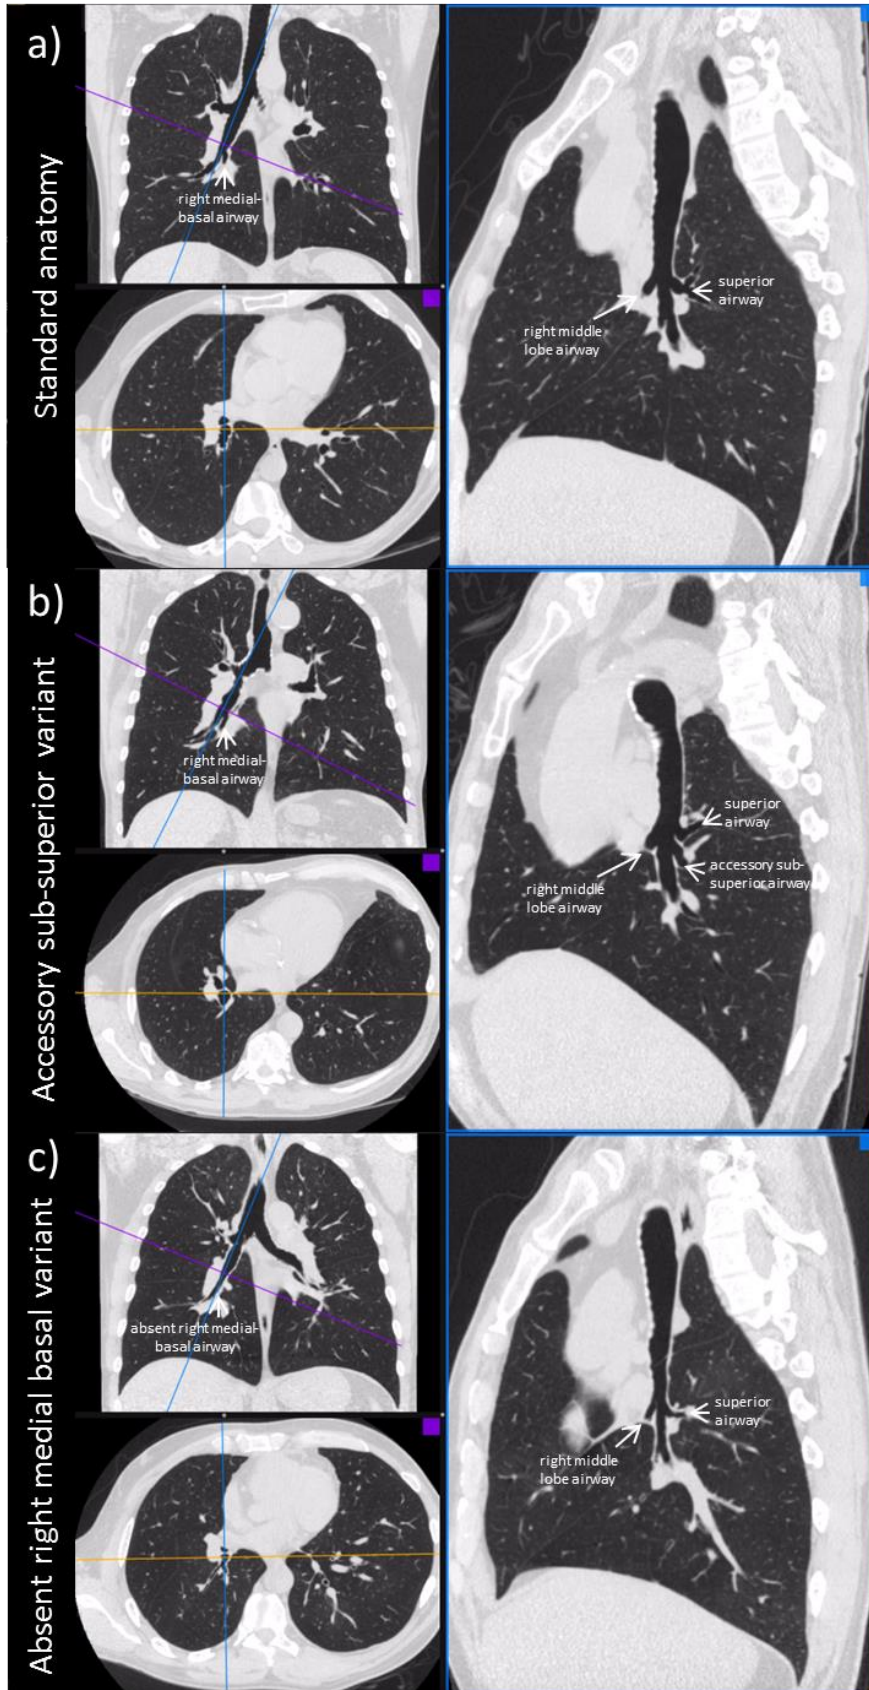 a)
Standard anatomy
right medial-
basal airway
superior
airway
right middle
lobe airway
b)
Accessory sub-superior variant
right medial-
basal airway
superior
airway
accessory sub-
superior airway
right middle
lobe airway
c)
Absent right medial basal variant
absent right medial-
basal airway
superior
airway
right middle
lobe airway